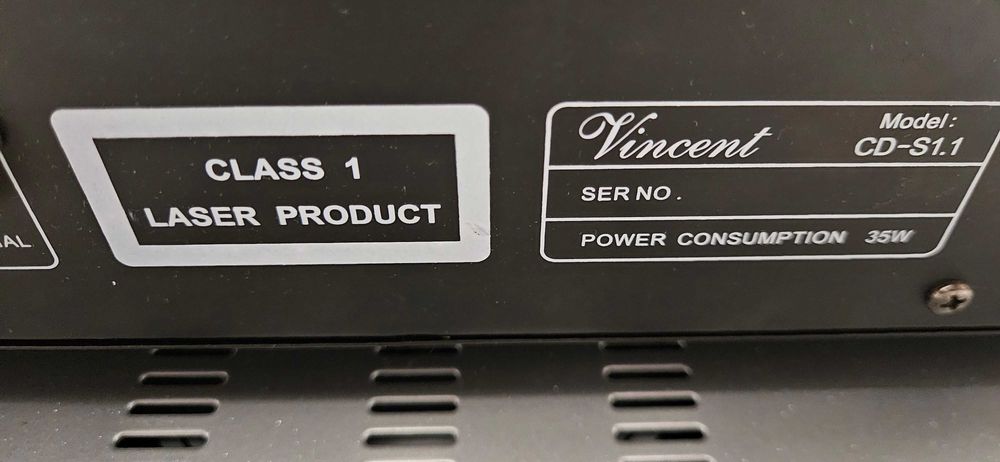 CLASS 1
LASER PRODUCT
Vincent
Model:
CD-S1.1
SER NO.
POWER CONSUMPTION 35W